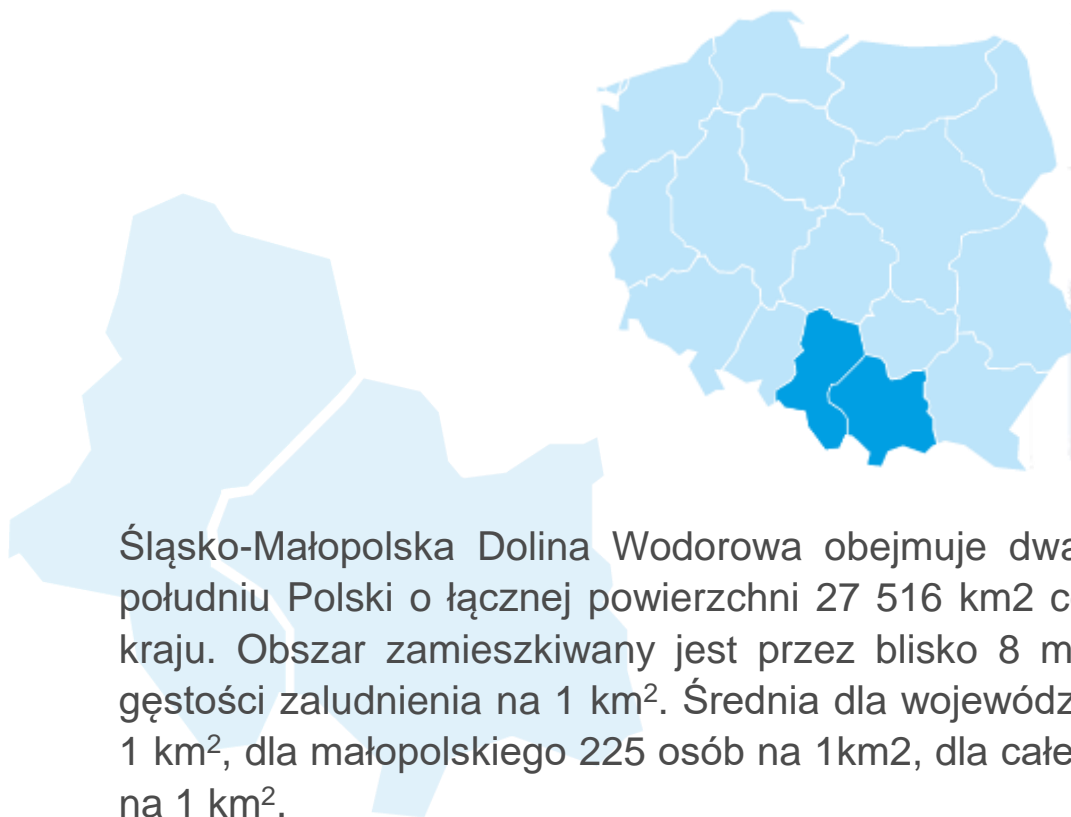 Śląsko-Małopolska Dolina Wodorowa obejmuje dwa
południu Polski o łącznej powierzchni 27 516 km2 c
kraju. Obszar zamieszkiwany jest przez blisko 8 m
gęstości zaludnienia na 1 km². Średnia dla wojewódz
1 km², dla małopolskiego 225 osób na 1km2, dla całe
na 1 km².